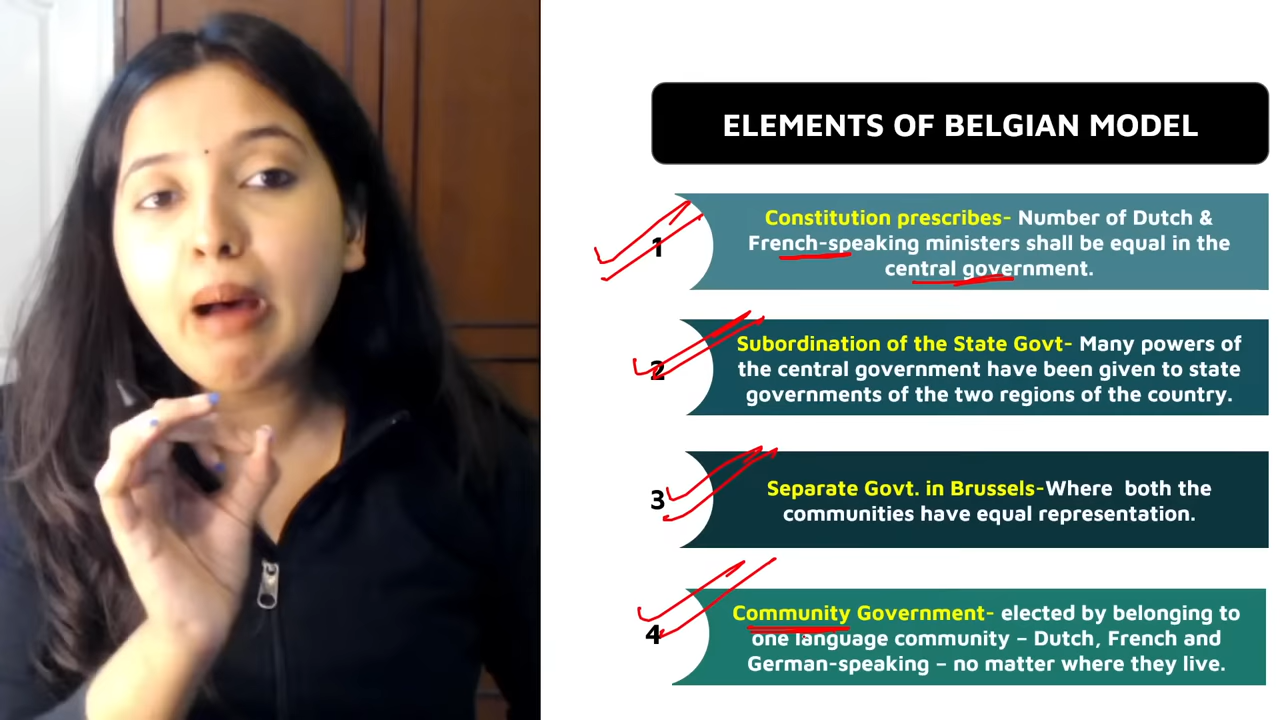 ELEMENTS OF BELGIAN MODEL
1
Constitution prescribes- Number of Dutch &
French-speaking ministers shall be equal in the
central government.
2
Subordination of the State Govt- Many powers of
the central government have been given to state
governments of the two regions of the country.
3
Separate Govt. in Brussels-Where both the
communities have equal representation.
4
Community Government- elected by belonging to
one language community – Dutch, French and
German-speaking – no matter where they live.